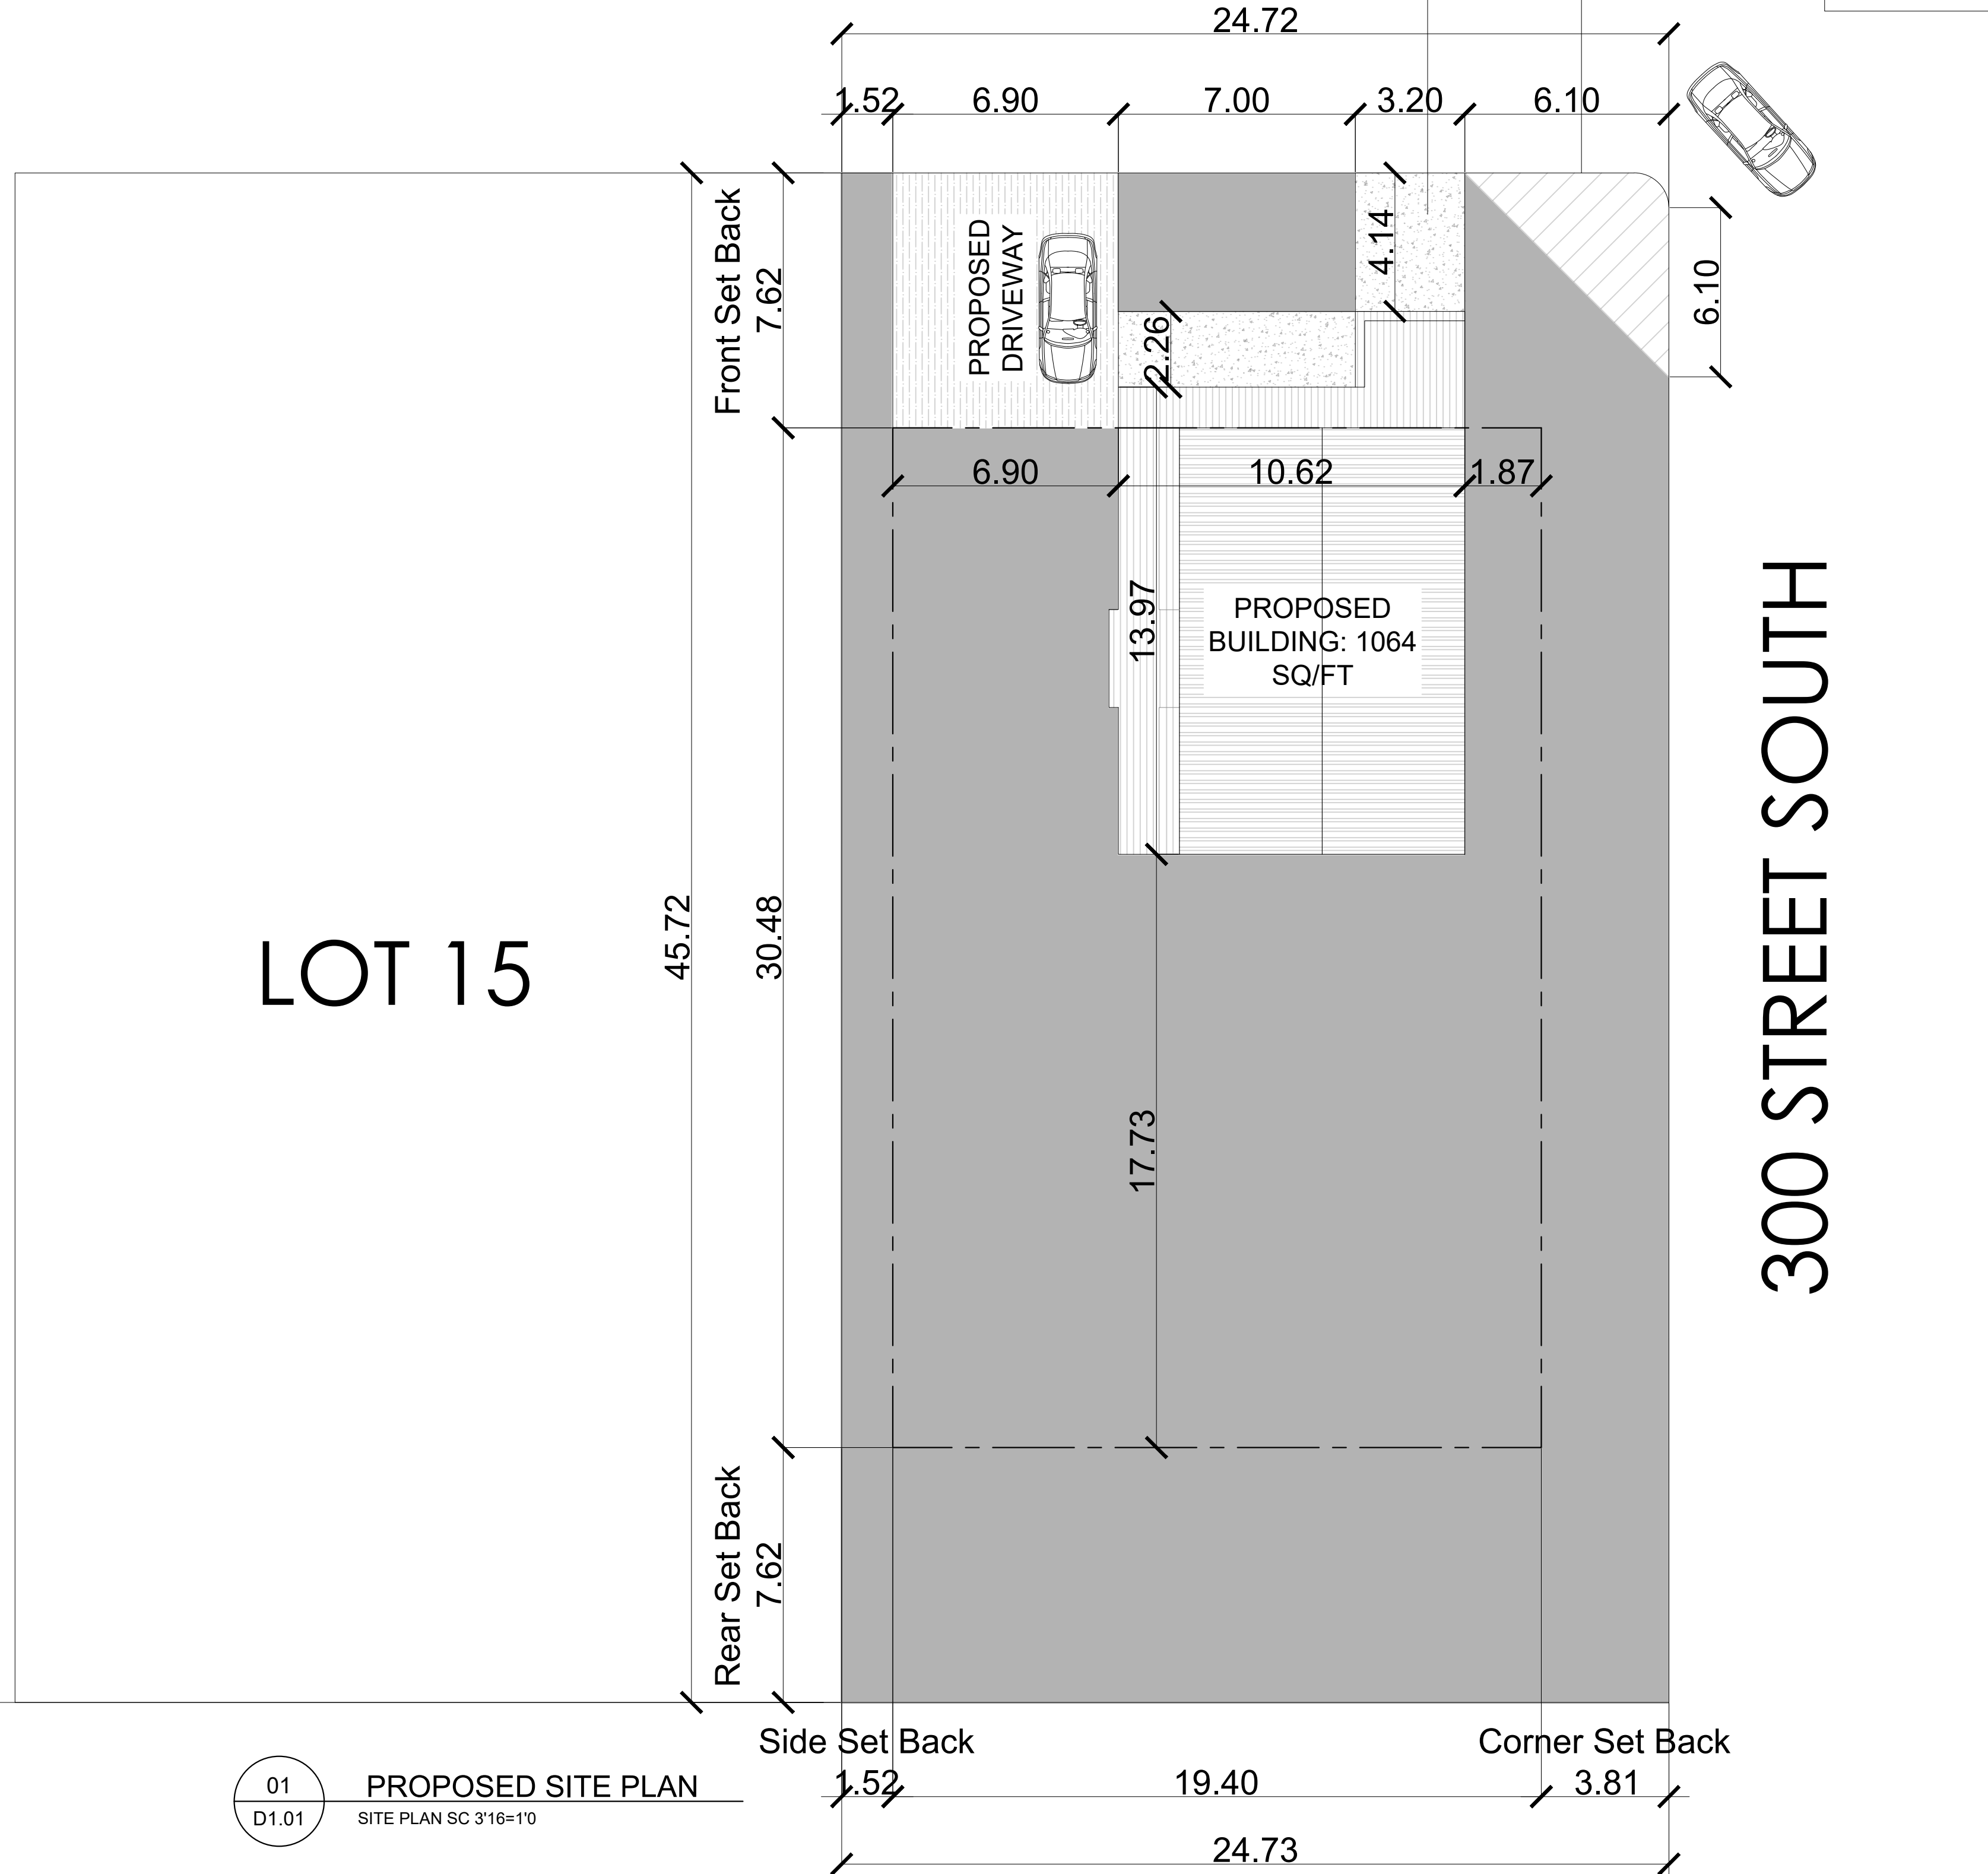 24.72
1.52 6.90 7.00 3.20 6.10
Front Set Back
7.62
PROPOSED
DRIVEWAY
4.14
2.26
6.10
6.90 10.62 1.87
13.97
PROPOSED
BUILDING: 1064
SQ/FT
300 STREET SOUTH
LOT 15
45.72
30.48
17.73
Rear Set Back
7.62
Side Set Back
Corner Set Back
1.52 19.40 3.81
24.73
01
D1.01
PROPOSED SITE PLAN
SITE PLAN SC 3'16=1'0